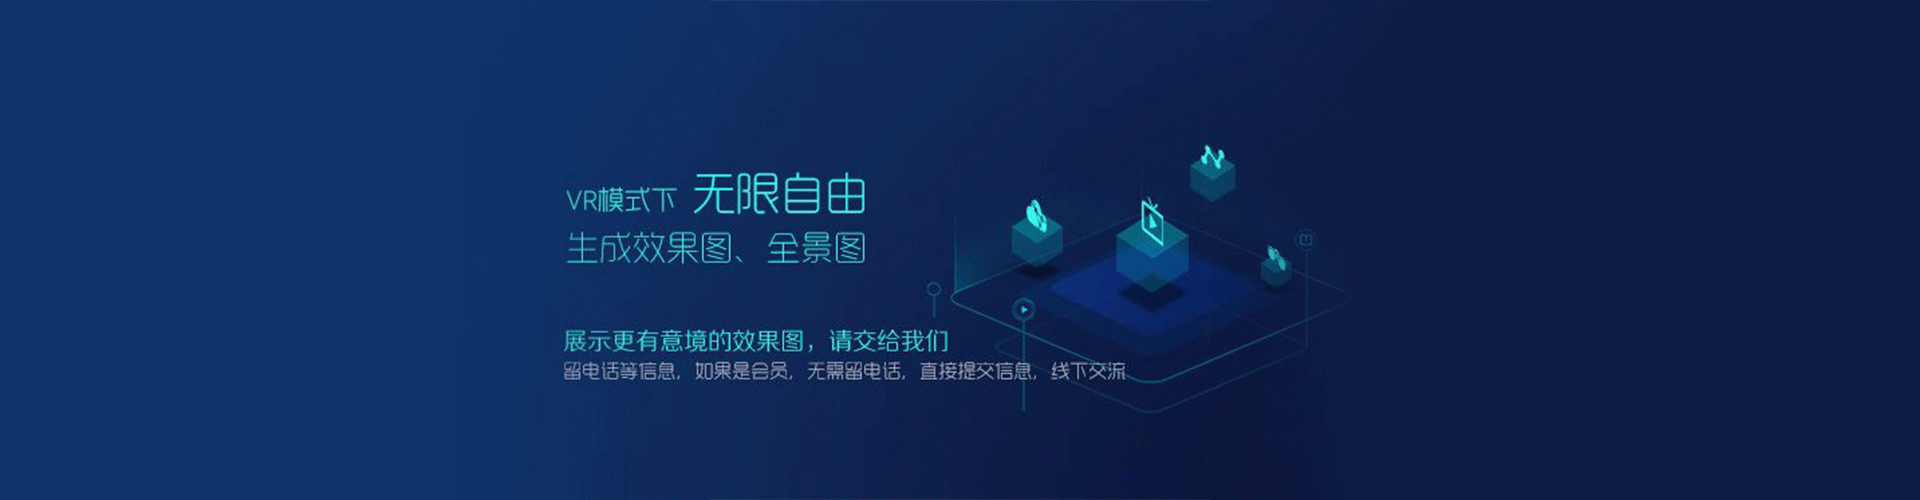 VR模式下 无限自由
生成效果图、全景图
展示更有意境的效果图，请交给我们
留电话等信息，如果是会员，无需留电话，直接提交信息，线下交流